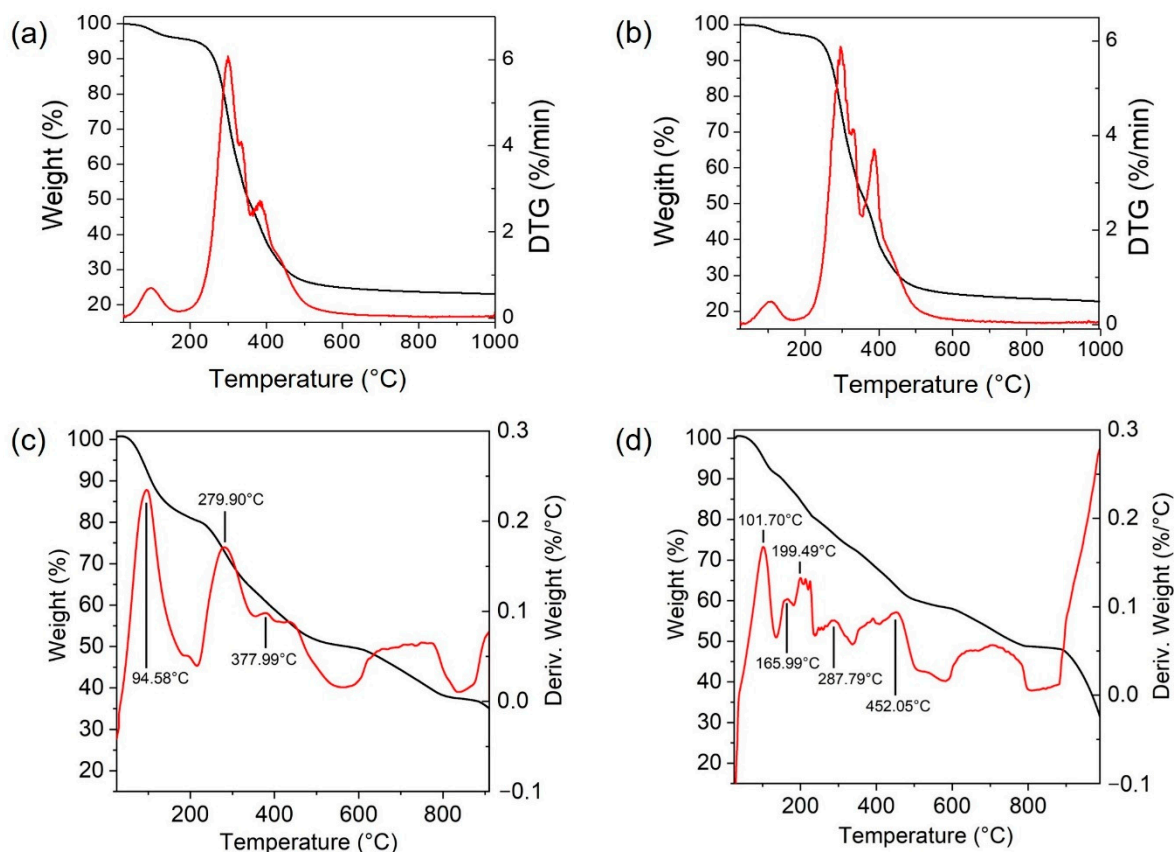 (a)
100
90
80
70
60
50
40
30
20
Weight (%)
6
4
2
0
DTG (%/min)
200 400 600 800 1000
Temperature (°C)
(b)
100
90
80
70
60
50
40
30
20
Wegith (%)
6
4
2
0
DTG (%/min)
200 400 600 800 1000
Temperature (°C)
(c)
100
90
80
70
60
50
40
30
20
Weight (%)
279.90°C
94.58°C
377.99°C
0.3
0.2
0.1
0.0
−0.1
Deriv. Weight (%/°C)
200 400 600 800
Temperature (°C)
(d)
100
90
80
70
60
50
40
30
20
Weight (%)
101.70°C
199.49°C
165.99°C
287.79°C
452.05°C
0.3
0.2
0.1
0.0
−0.1
Deriv. Weight (%/°C)
200 400 600 800
Temperature (°C)